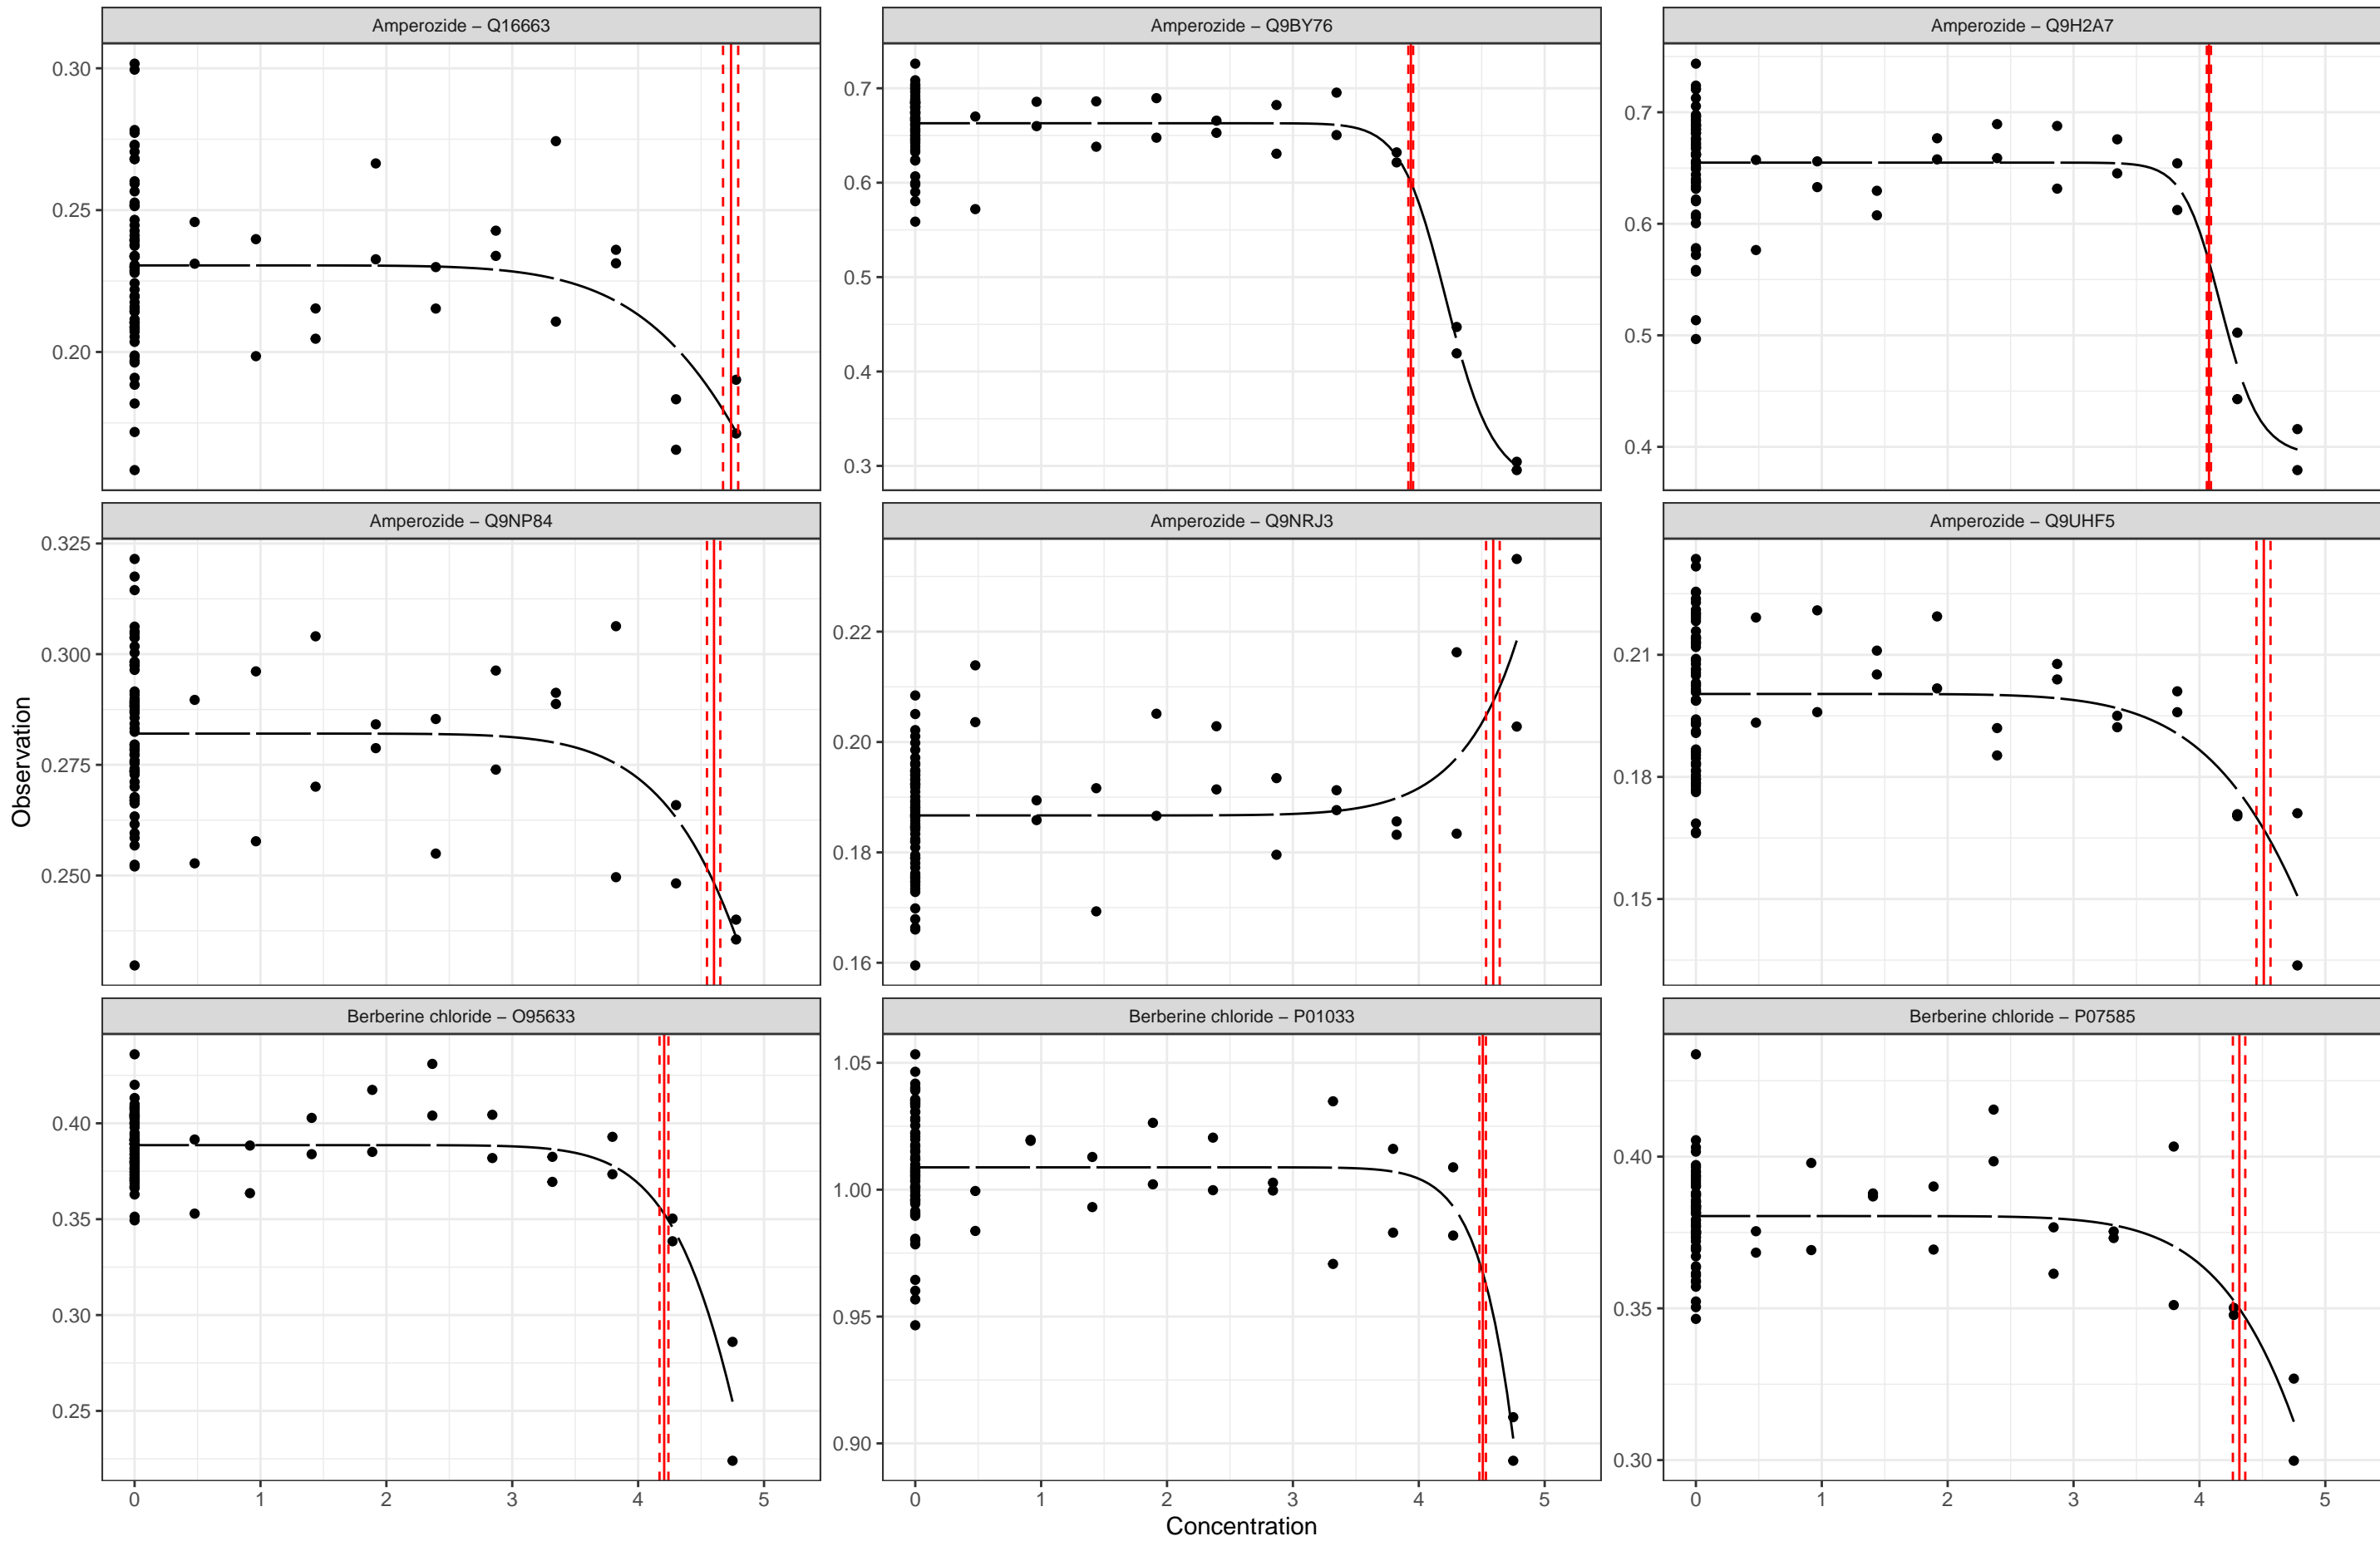 Amperozide – Q16663
Amperozide – Q9BY76
Amperozide – Q9H2A7
0.30
0.25
0.20
0.7
0.6
0.5
0.4
0.3
0.7
0.6
0.5
0.4
Amperozide – Q9NP84
Amperozide – Q9NRJ3
Amperozide – Q9UHF5
0.325
0.300
0.275
0.250
0.22
0.20
0.18
0.16
0.21
0.18
0.15
Observation
Berberine chloride – O95633
Berberine chloride – P01033
Berberine chloride – P07585
0.40
0.35
0.30
0.25
1.05
1.00
0.95
0.90
0.40
0.35
0.30
0 1 2 3 4 5
0 1 2 3 4 5
0 1 2 3 4 5
Concentration